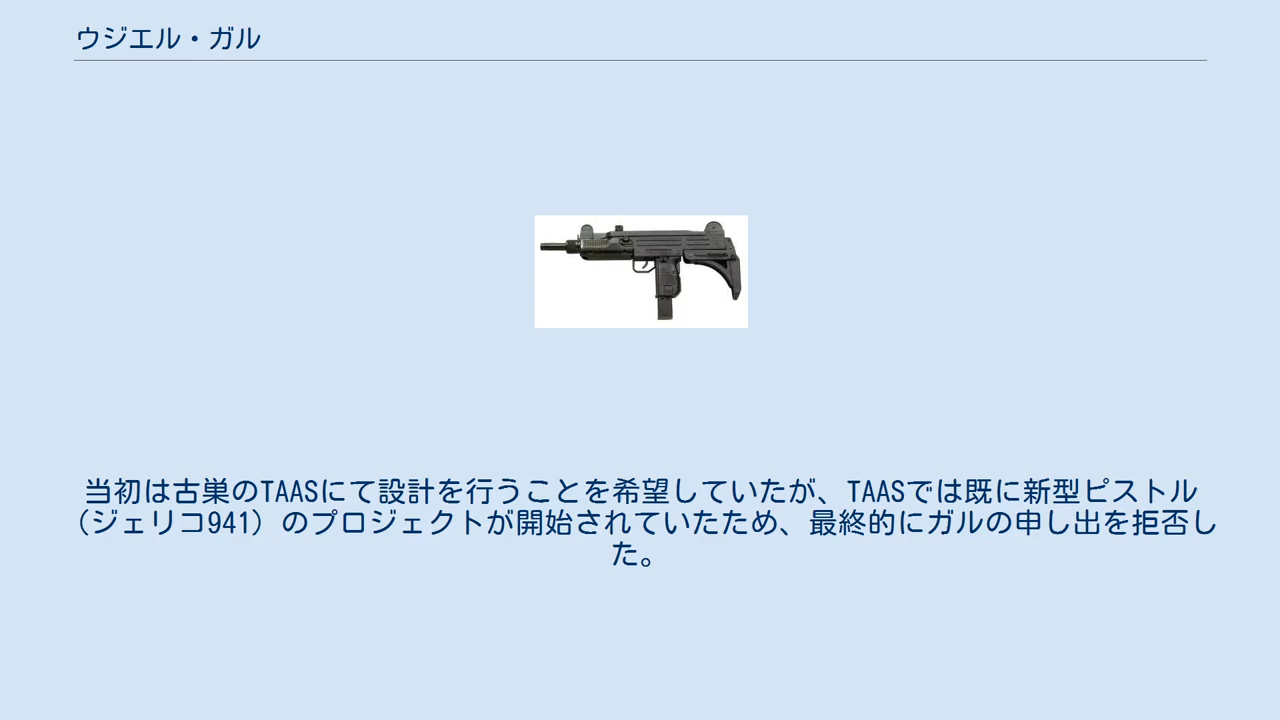 ウジエル・ガル
当初は古巣のTAASにて設計を行うことを希望していたが、TAASでは既に新型ピストル
(ジェリコ941）のプロジェクトが開始されていたため、最終的にガルの申し出を拒否し
た。